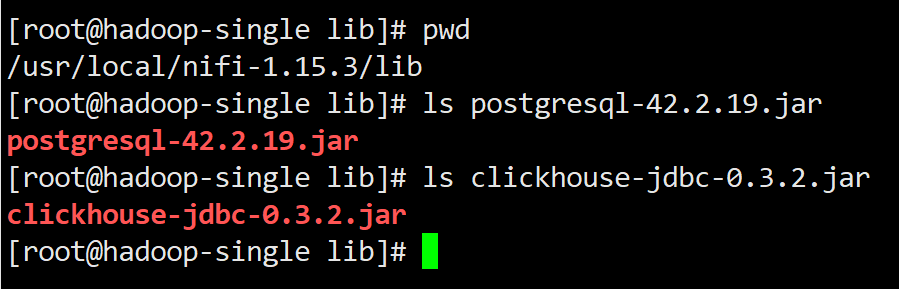 [root@hadoop-single lib]# pwd
/usr/local/nifi-1.15.3/lib
[root@hadoop-single lib]# ls postgresql-42.2.19.jar
postgresql-42.2.19.jar
[root@hadoop-single lib]# ls clickhouse-jdbc-0.3.2.jar
clickhouse-jdbc-0.3.2.jar
[root@hadoop-single lib]#